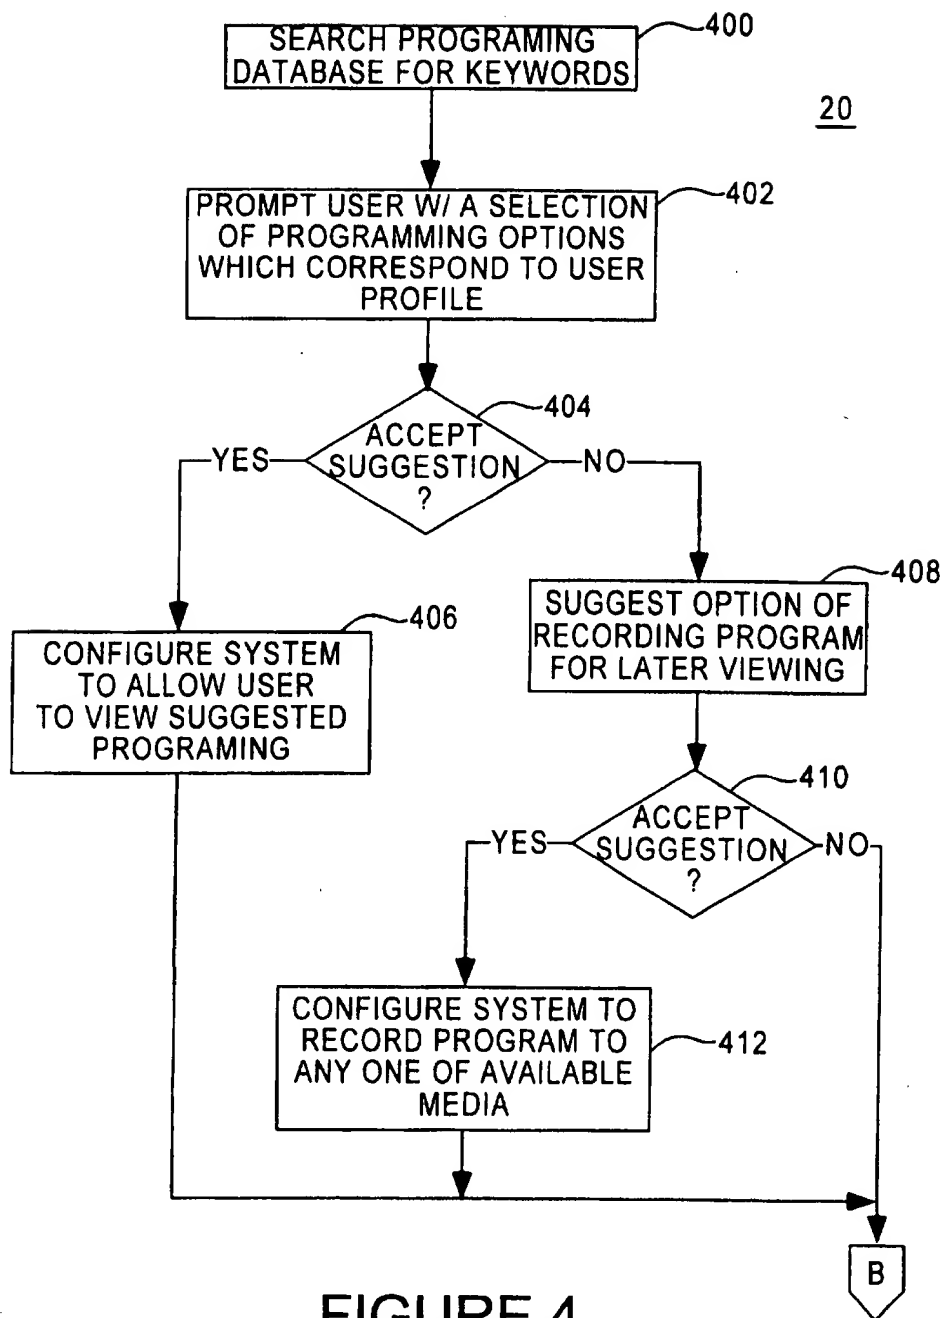 SEARCH PROGRAMING
DATABASE FOR KEYWORDS
400
20
PROMPT USER W/ A SELECTION
OF PROGRAMMING OPTIONS
WHICH CORRESPOND TO USER
PROFILE
402
ACCEPT
SUGGESTION
?
404
YES
NO
CONFIGURE SYSTEM
TO ALLOW USER
TO VIEW SUGGESTED
PROGRAMING
406
SUGGEST OPTION OF
RECORDING PROGRAM
FOR LATER VIEWING
408
ACCEPT
SUGGESTION
?
410
YES
NO
CONFIGURE SYSTEM TO
RECORD PROGRAM TO
ANY ONE OF AVAILABLE
MEDIA
412
B
FIGURE 4